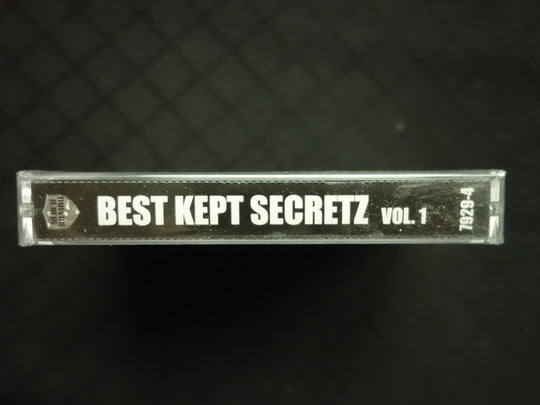 BEST KEPT SECRETZ VOL. 1
7929-4